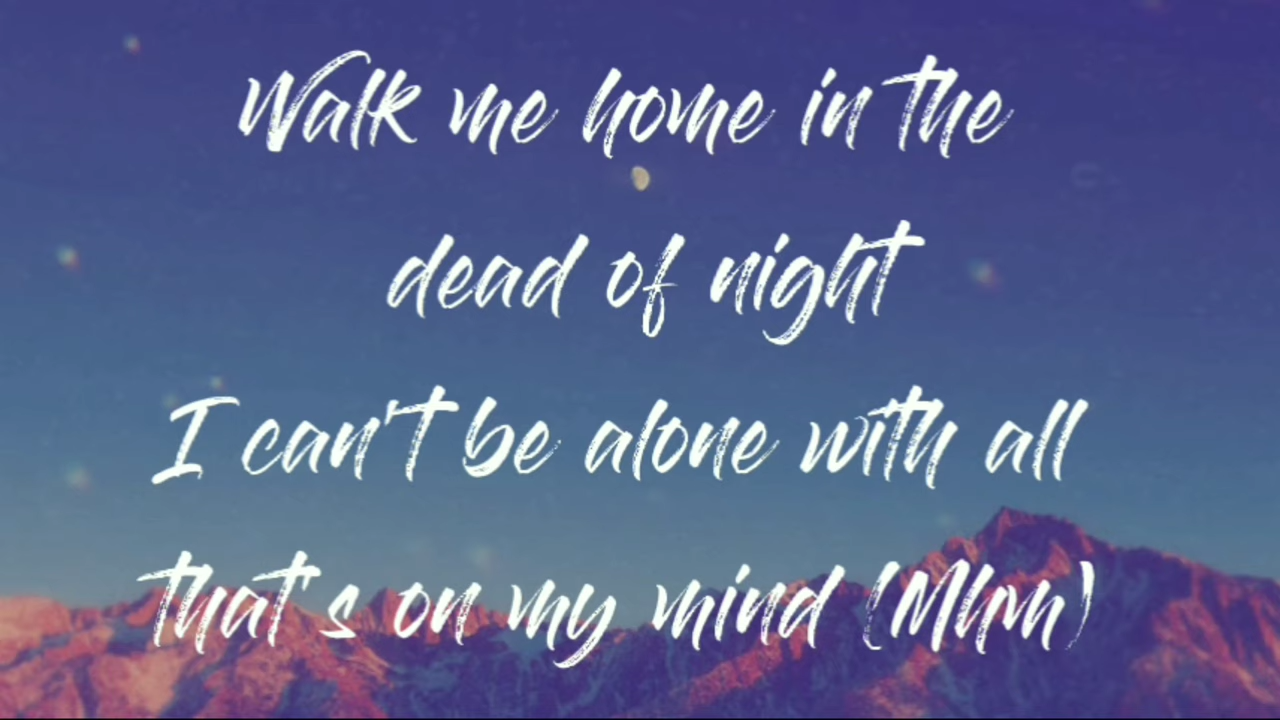 Walk me home in the
dead of night
I can't be alone with all
that's on my mind (Mhm)